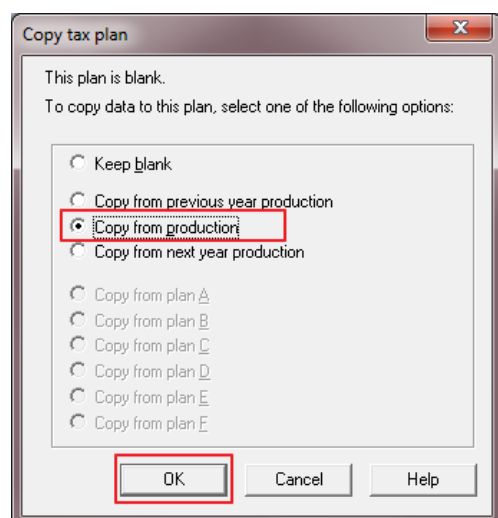 Copy tax plan
This plan is blank.
To copy data to this plan, select one of the following options:
Keep blank
Copy from previous year production
Copy from production
Copy from next year production
Copy from plan A
Copy from plan B
Copy from plan C
Copy from plan D
Copy from plan E
Copy from plan F
OK Cancel Help